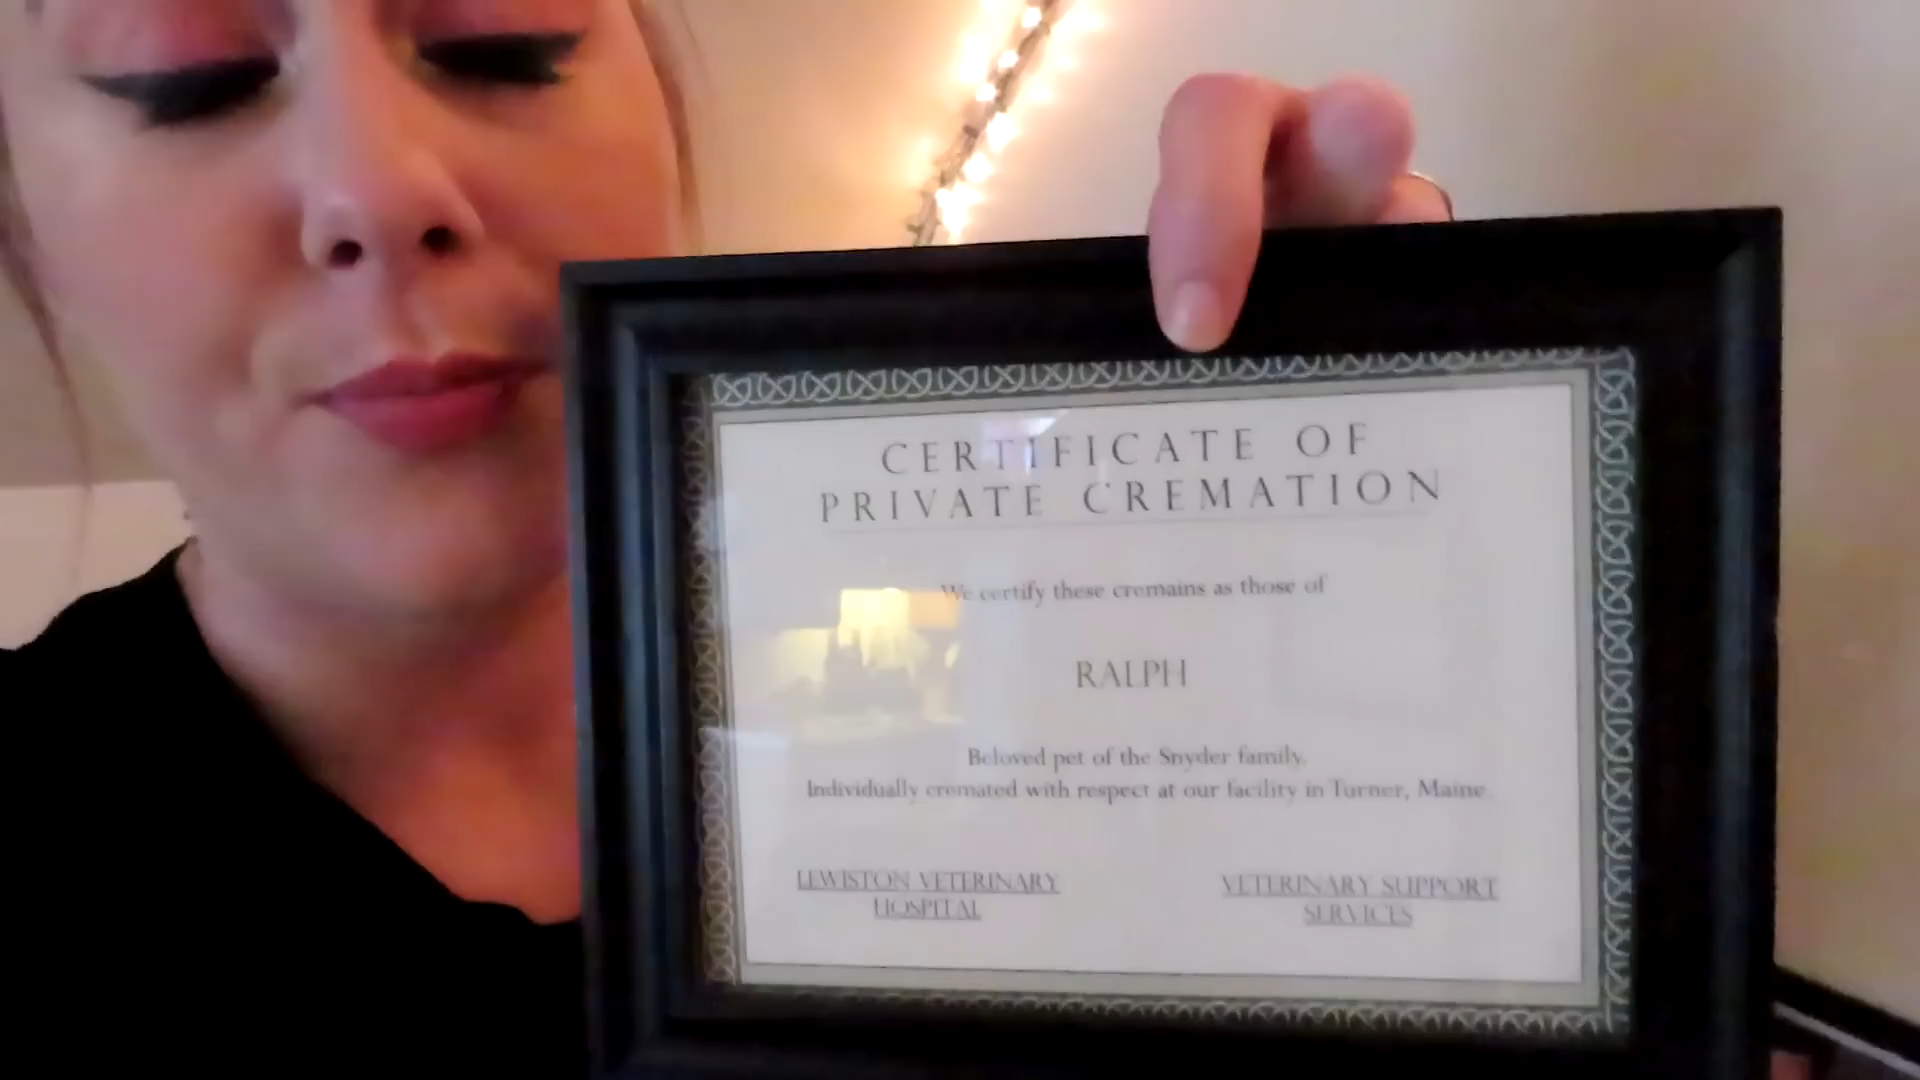 CERTIFICATE OF
PRIVATE CREMATION
We certify these cremains as those of
RALPH
Beloved pet of the Snyder family.
Individually cremated with respect at our facility in Turner, Maine.
LEWISTON VETERINARY
HOSPITAL
VETERINARY SUPPORT
SERVICES